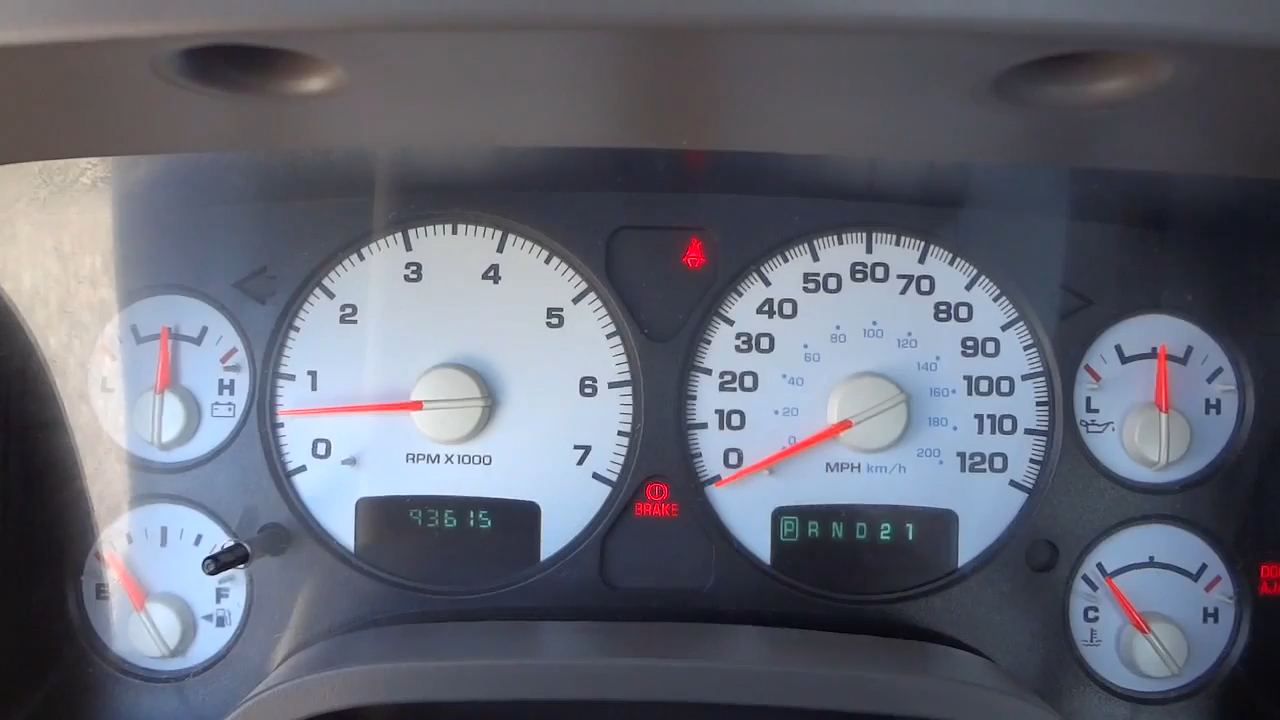 3 4
2 5
1 6
0 7
RPM X1000
93615
50 60 70
40 80
30 90
20 100
10 110
0 120
80 100 120
60 140
40 160
20 180
0 200
MPH km/h
P R N D 2 1
L H
E F
BRAKE
L H
C H